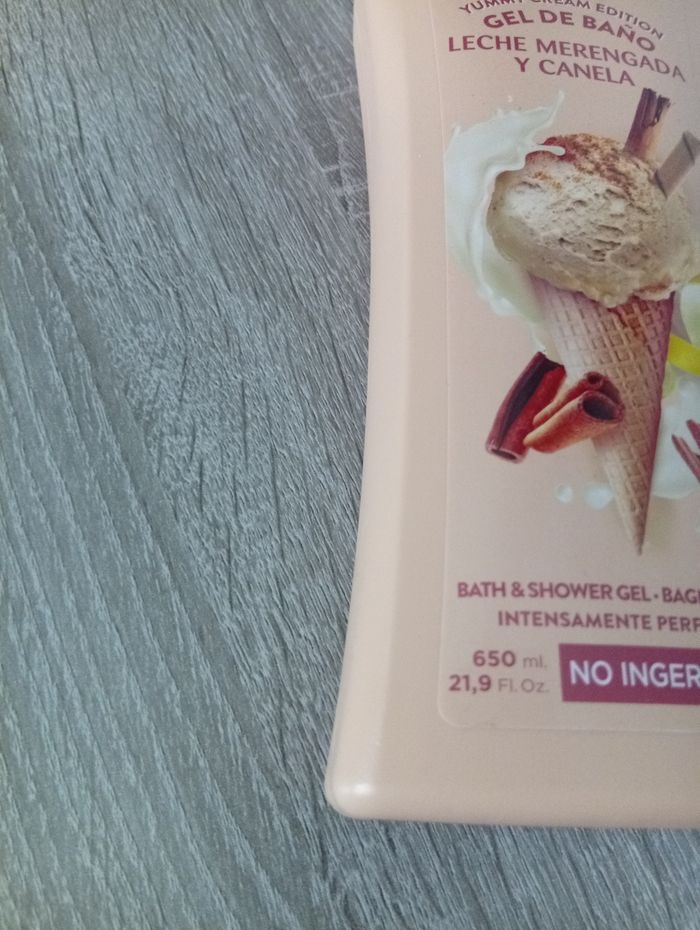 YUMMY CREAM EDITION
GEL DE BAÑO
LECHE MERENGADA
Y CANELA
BATH & SHOWER GEL •
INTENSAMENTE
650 ml.
21,9 Fl. Oz.
NO